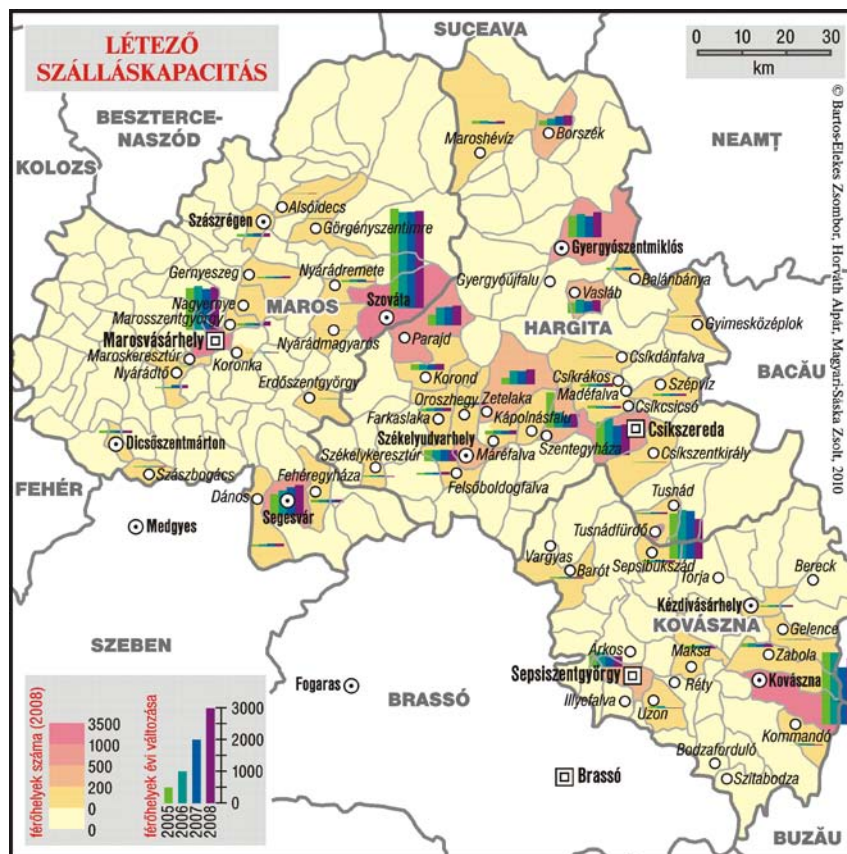 LÉTEZŐ
SZÁLLÁSKAPACITÁS
SUCEAVA
0 10 20 30
km
BESZTERCE-
NASZÓD
KOLOZS
NEAMȚ
© Bartos-Elekes Zsombor, Horváth Alpár, Magyari-Sáska Zsolt, 2010
Maroshévíz
Borszék
Alsóidecs
Szászrégen
Görgényszentimre
Gyergyószentmiklós
Gernyeszeg
Nyárádremete
Gyergyóújfalu
Balánbánya
Nagyernye
MAROS
Szováta
Vasláb
Marosszentgyörgy
HARGITA
Gyimesközéplok
Marosvásárhely
Nyárádmagyarós
Parajd
Maroskeresztúr
Koronka
Csíkdánfalva
Nyárádtő
BACĂU
Erdőszentgyörgy
Korond
Csíkrákos
Szépvíz
Oroszhegy
Zetelaka
Madéfalva
Farkaslaka
Kápolnásfalu
Csíkcsicsó
Dicsőszentmárton
Székelyudvarhely
Csíkszereda
Szentegyháza
Székelykeresztúr
Máréfalva
Csíkszentkirály
Szászbogács
Fehéregyháza
Felsőboldogfalva
FEHÉR
Dános
Tusnád
Segesvár
Medgyes
Tusnádfürdő
Vargyas
Sepsibükszád
Bereck
Barót
Torja
Kézdivásárhely
KOVÁSZNA
Gelence
SZEBEN
Árkos
Maksa
Zabola
Sepsiszentgyörgy
Kovászna
Fogaras
BRASSÓ
Réty
Illyefalva
Uzon
Kommandó
Bodzaforduló
Brassó
Szitabodza
BUZĂU
férőhelyek száma (2008)
3500
1000
500
200
0
0
férőhelyek évi változása
3000
2000
1000
0
2005
2006
2007
2008